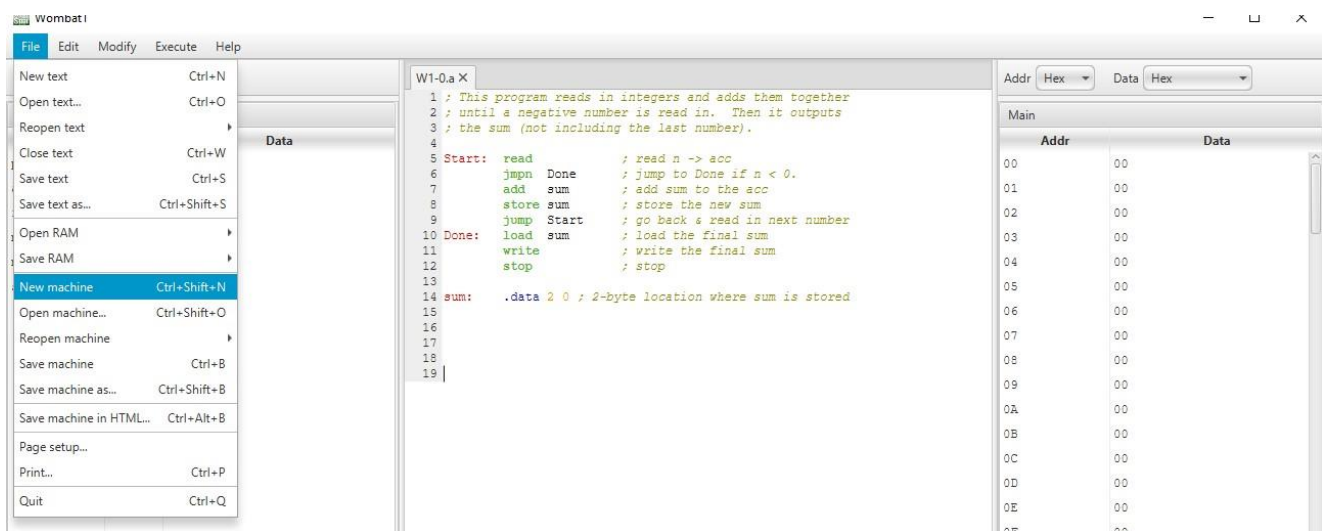 Wombat1
File Edit Modify Execute Help
New text Ctrl+N
Open text... Ctrl+O
Reopen text
Close text Ctrl+W
Save text Ctrl+S
Save text as... Ctrl+Shift+S
Open RAM
Save RAM
New machine Ctrl+Shift+N
Open machine... Ctrl+Shift+O
Reopen machine
Save machine Ctrl+B
Save machine as... Ctrl+Shift+B
Save machine in HTML... Ctrl+Alt+B
Page setup...
Print... Ctrl+P
Quit Ctrl+Q
Data
W1-0.a X
1 ; This program reads in integers and adds them together
2 ; until a negative number is read in. Then it outputs
3 ; the sum (not including the last number).
4
5 Start: read ; read n -> acc
6 jmpn Done ; jump to Done if n < 0.
7 add sum ; add sum to the acc
8 store sum ; store the new sum
9 jump Start ; go back & read in next number
10 Done: load sum ; load the final sum
11 write ; write the final sum
12 stop ; stop
13
14 sum: .data 2 0 ; 2-byte location where sum is stored
15
16
17
18
19
Addr Hex Data Hex
Main
Addr Data
00 00
01 00
02 00
03 00
04 00
05 00
06 00
07 00
08 00
09 00
0A 00
0B 00
0C 00
0D 00
0E 00